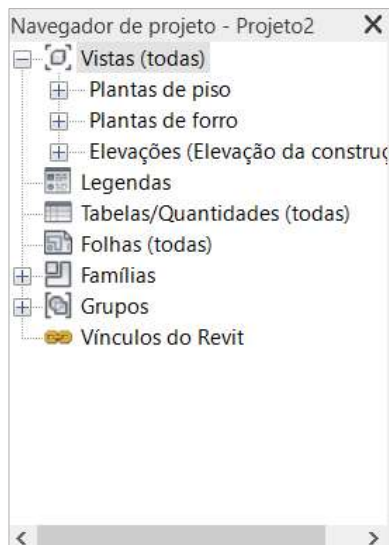 Navegador de projeto - Projeto2
Vistas (todas)
Plantas de piso
Plantas de forro
Elevações (Elevação da construç
Legendas
Tabelas/Quantidades (todas)
Folhas (todas)
Famílias
Grupos
Vínculos do Revit